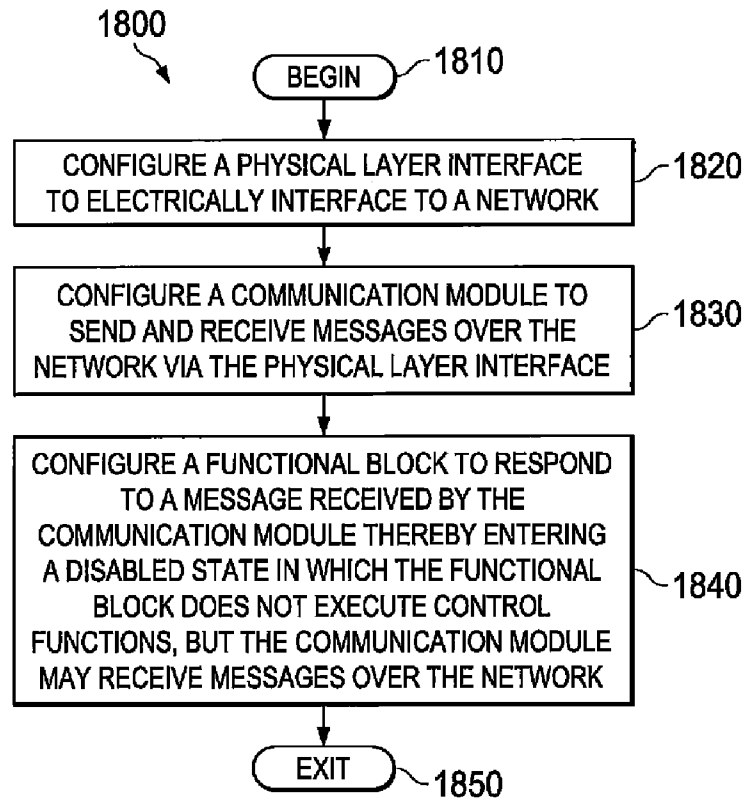 1800
BEGIN
1810
CONFIGURE A PHYSICAL LAYER INTERFACE
TO ELECTRICALLY INTERFACE TO A NETWORK
1820
CONFIGURE A COMMUNICATION MODULE TO
SEND AND RECEIVE MESSAGES OVER THE
NETWORK VIA THE PHYSICAL LAYER INTERFACE
1830
CONFIGURE A FUNCTIONAL BLOCK TO RESPOND
TO A MESSAGE RECEIVED BY THE
COMMUNICATION MODULE THEREBY ENTERING
A DISABLED STATE IN WHICH THE FUNCTIONAL
BLOCK DOES NOT EXECUTE CONTROL
FUNCTIONS, BUT THE COMMUNICATION MODULE
MAY RECEIVE MESSAGES OVER THE NETWORK
1840
EXIT
1850